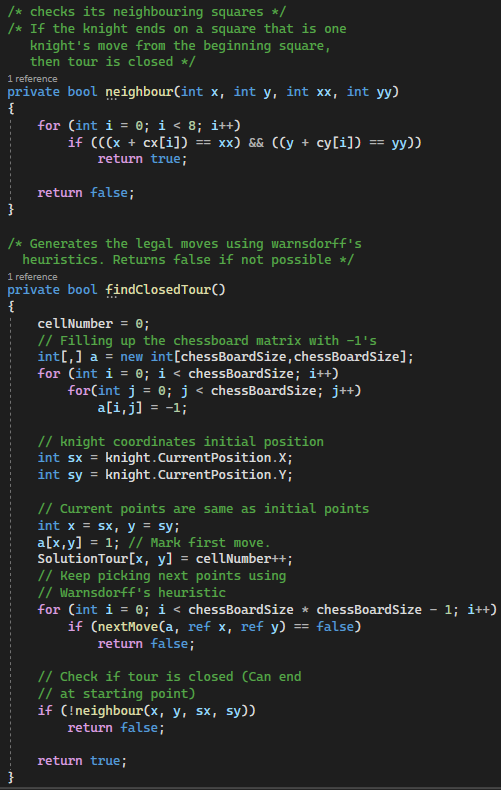 /* checks its neighbouring squares */
/* If the knight ends on a square that is one
knight's move from the beginning square,
then tour is closed */
1 reference
private bool neighbour(int x, int y, int xx, int yy)
{
for (int i = 0; i < 8; i++)
if (((x + cx[i]) == xx) && ((y + cy[i]) == yy))
return true;
return false;
}
/* Generates the legal moves using warnsdorff's
heuristics. Returns false if not possible */
1 reference
private bool findClosedTour()
{
cellNumber = 0;
// Filling up the chessboard matrix with -1's
int[,] a = new int[chessBoardSize,chessBoardSize];
for (int i = 0; i < chessBoardSize; i++)
for(int j = 0; j < chessBoardSize; j++)
a[i,j] = -1;
// knight coordinates initial position
int sx = knight.CurrentPosition.X;
int sy = knight.CurrentPosition.Y;
// Current points are same as initial points
int x = sx, y = sy;
a[x,y] = 1; // Mark first move.
SolutionTour[x, y] = cellNumber++;
// Keep picking next points using
// Warnsdorff's heuristic
for (int i = 0; i < chessBoardSize * chessBoardSize - 1; i++)
if (nextMove(a, ref x, ref y) == false)
return false;
// Check if tour is closed (Can end
// at starting point)
if (!neighbour(x, y, sx, sy))
return false;
return true;
}